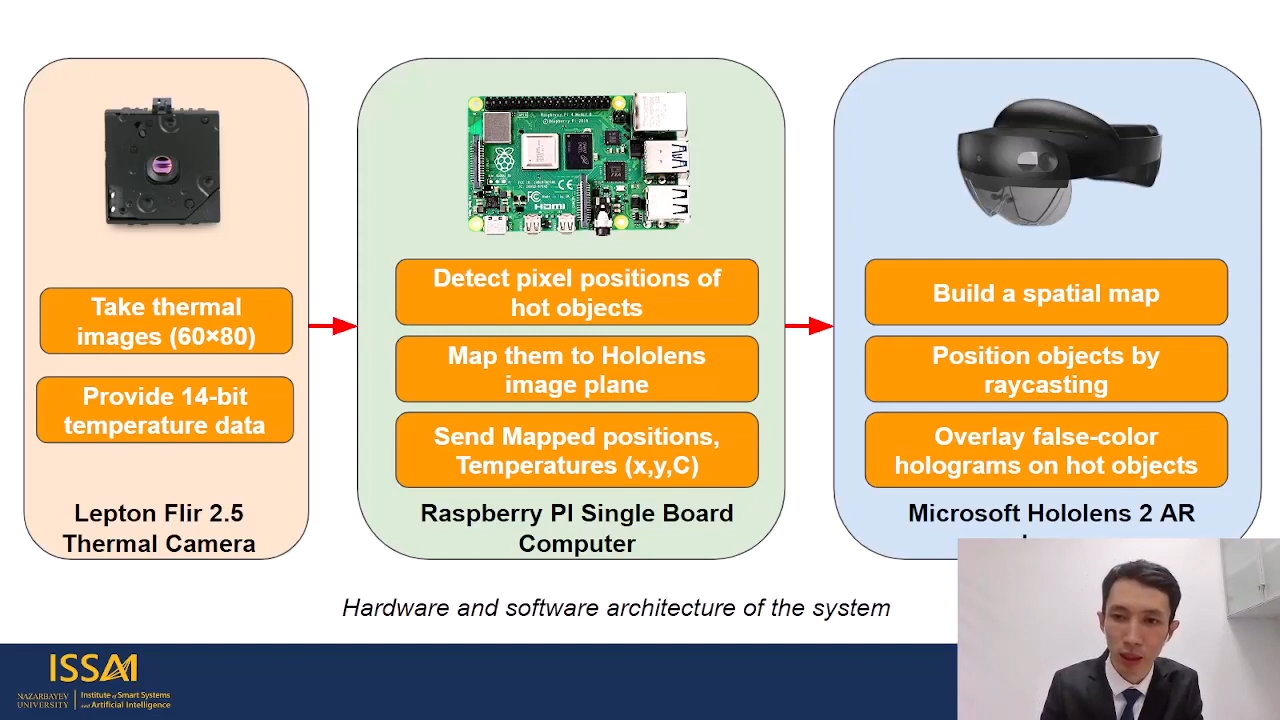 Take thermal
images (60×80)
Provide 14-bit
temperature data
Lepton Flir 2.5
Thermal Camera
Detect pixel positions of
hot objects
Map them to Hololens
image plane
Send Mapped positions,
Temperatures (x,y,C)
Raspberry PI Single Board
Computer
Build a spatial map
Position objects by
raycasting
Overlay false-color
holograms on hot objects
Microsoft Hololens 2 AR
Hardware and software architecture of the system
ISSAI
NAZARBAYEV
UNIVERSITY
Institute of Smart Systems
and Artificial Intelligence
HDMI